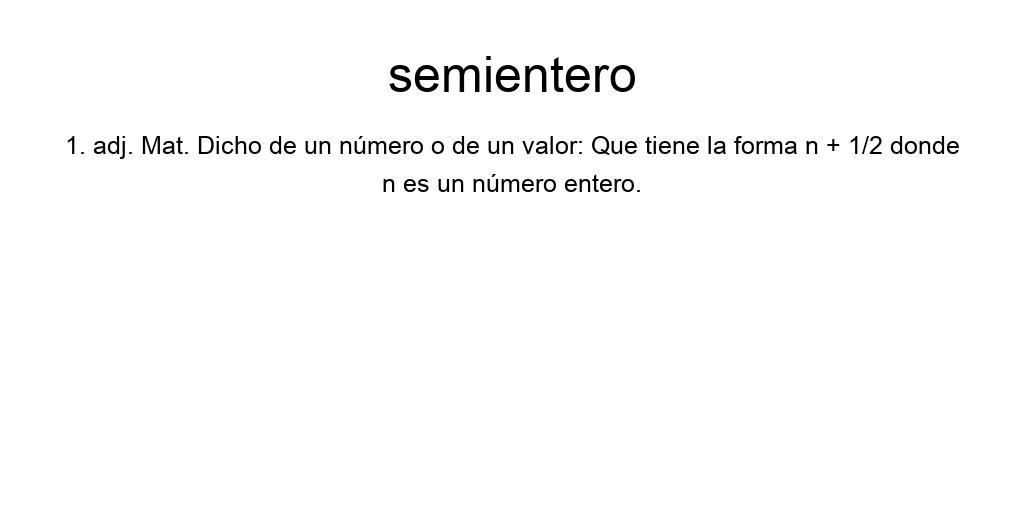 semientero
1. adj. Mat. Dicho de un número o de un valor: Que tiene la forma n + 1/2 donde
n es un número entero.